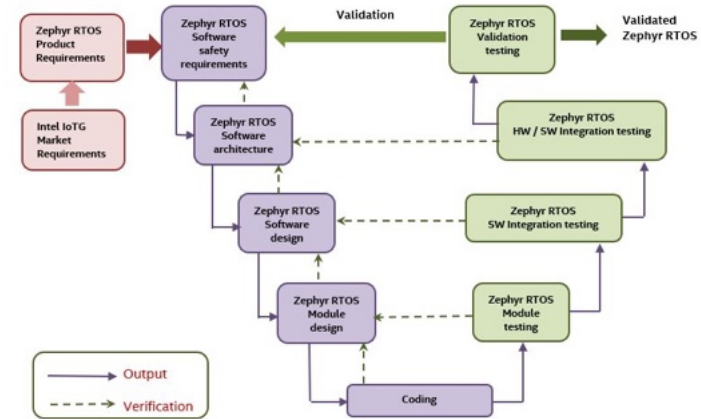 Zephyr RTOS
Product
Requirements
Zephyr RTOS
Software
safety
requirements
Validation
Zephyr RTOS
Validation
testing
Validated
Zephyr RTOS
Intel IoTG
Market
Requirements
Zephyr RTOS
Software
architecture
Zephyr RTOS
HW / SW Integration testing
Zephyr RTOS
Software
design
Zephyr RTOS
SW Integration testing
Zephyr RTOS
Module
design
Zephyr RTOS
Module
testing
Coding
Output
Verification